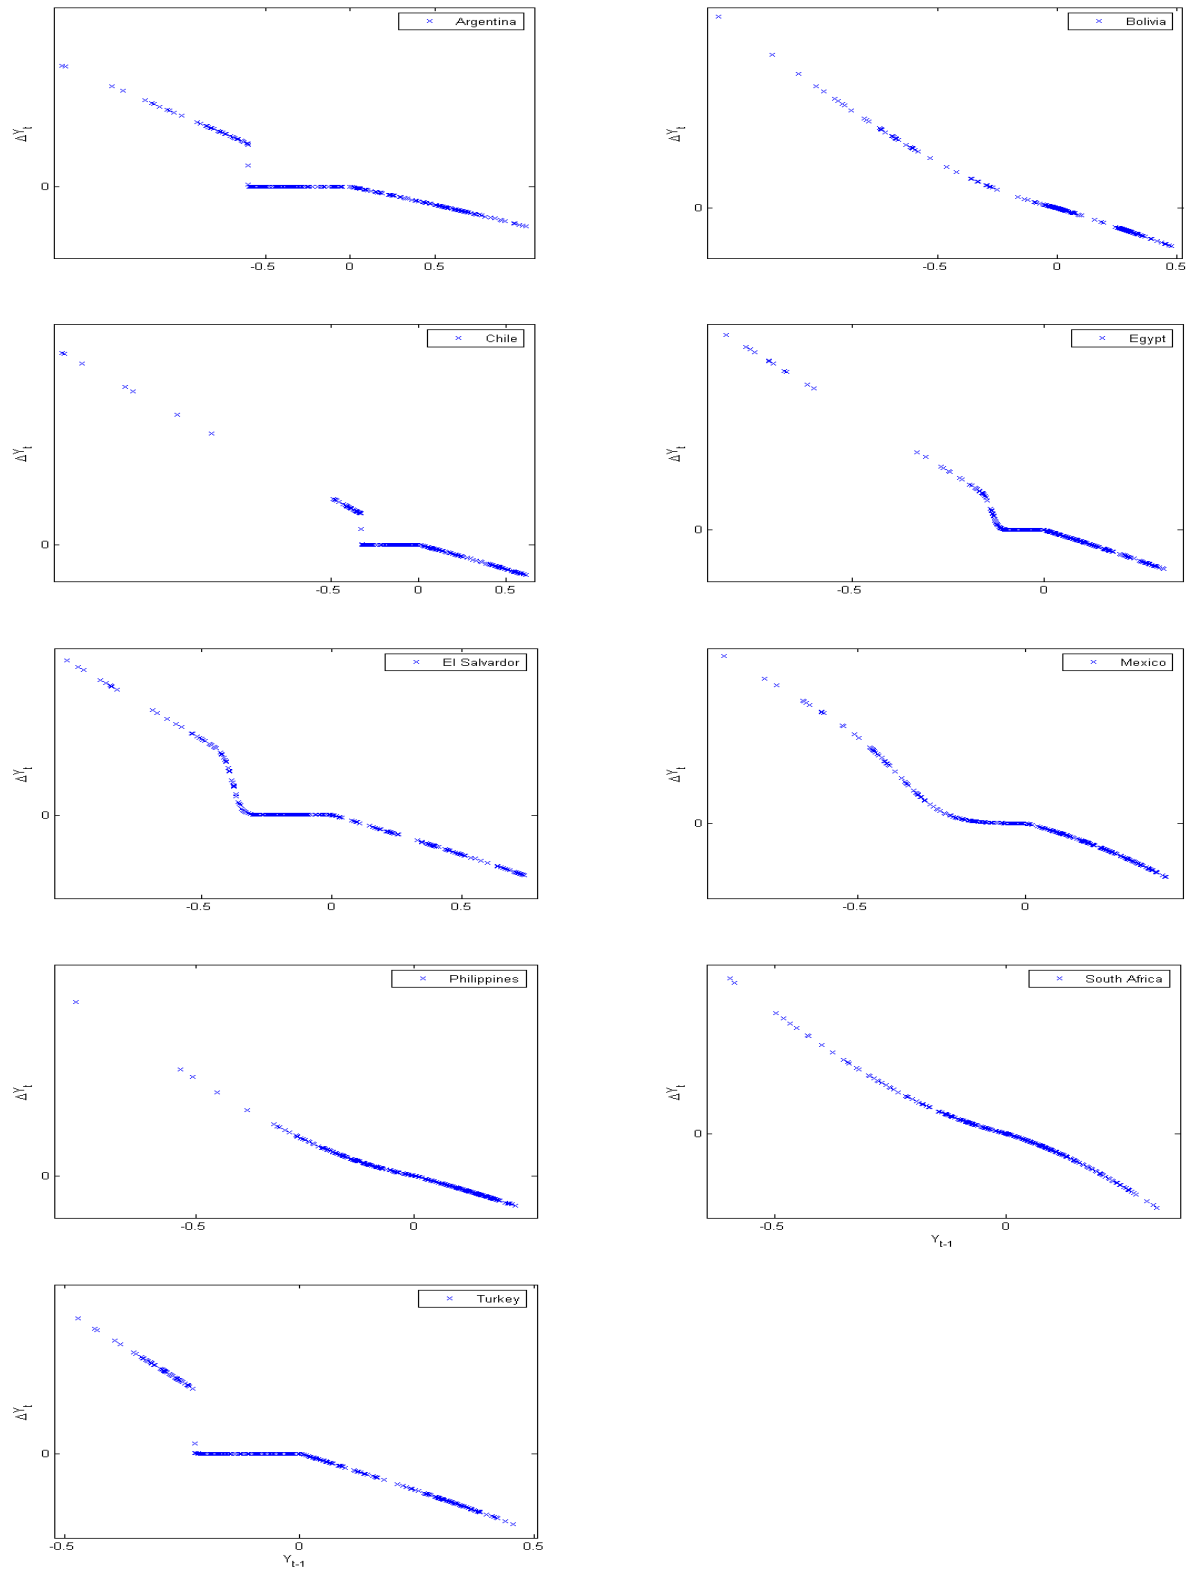 Argentina
ΔYt
0
-0.5 0 0.5
Bolivia
ΔYt
0
-0.5 0 0.5
Chile
ΔYt
0
-0.5 0 0.5
Egypt
ΔYt
0
-0.5 0
El Salvardor
ΔYt
0
-0.5 0 0.5
Mexico
ΔYt
0
-0.5 0
Philippines
ΔYt
0
-0.5 0
South Africa
ΔYt
0
-0.5 0
Yt-1
Turkey
ΔYt
0
-0.5 0 0.5
Yt-1